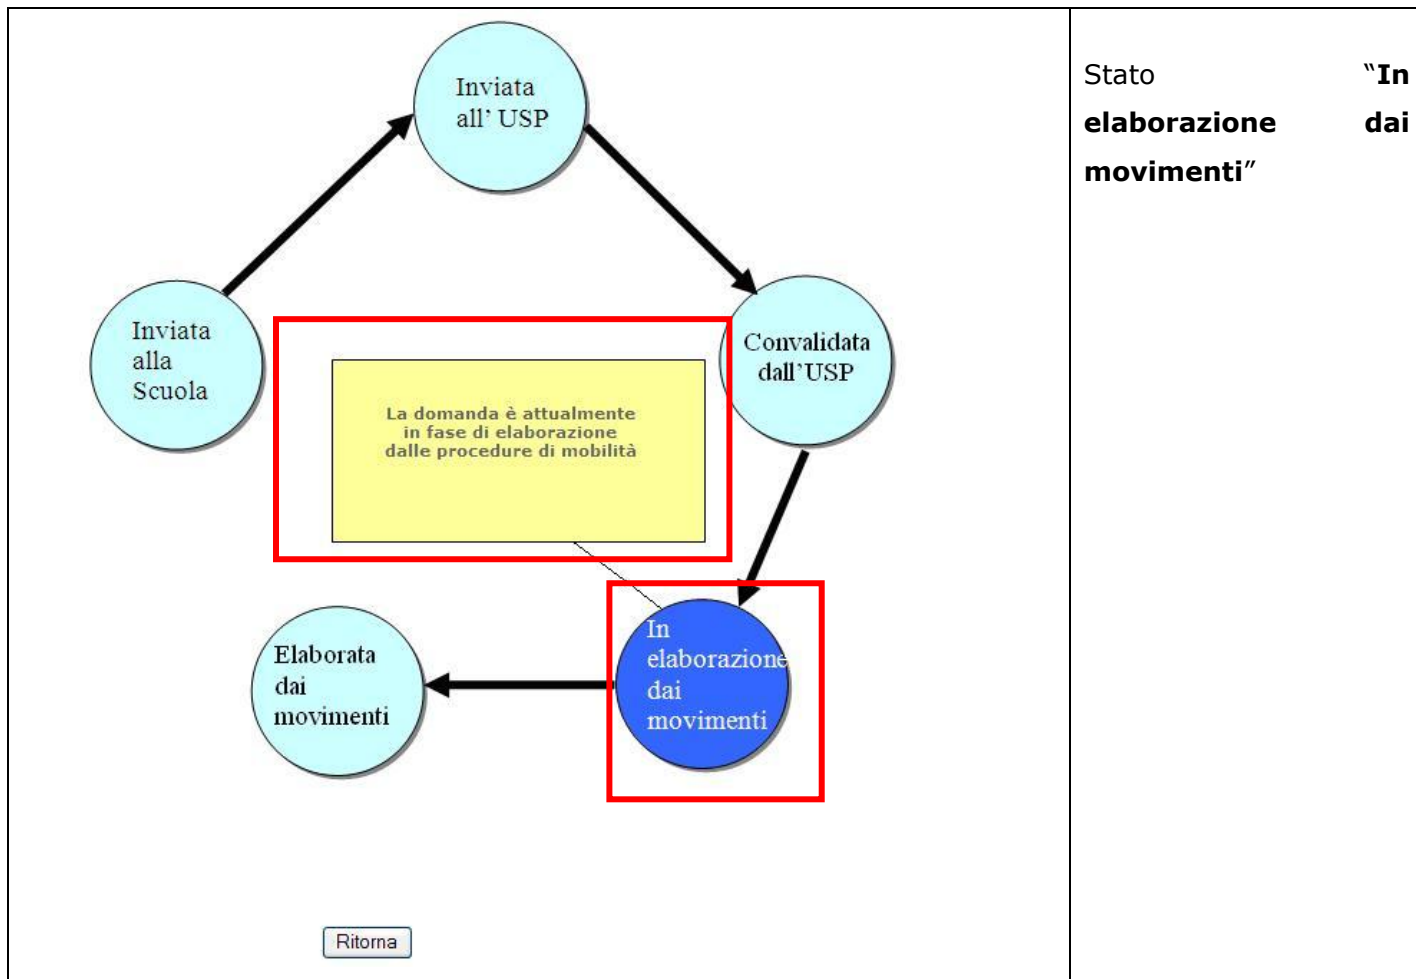 Inviata
all' USP
Inviata
alla
Scuola
Convalidata
dall'USP
La domanda è attualmente
in fase di elaborazione
dalle procedure di mobilità
In
elaborazione
dai
movimenti
Elaborata
dai
movimenti
Ritorna
Stato “In
elaborazione dai
movimenti”